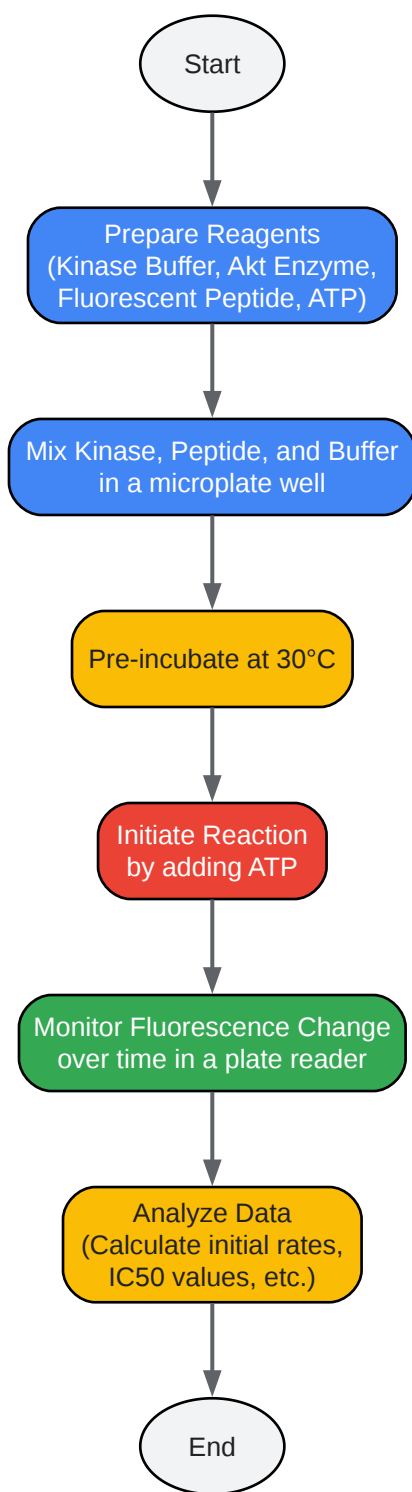 Start
Prepare Reagents
(Kinase Buffer, Akt Enzyme,
Fluorescent Peptide, ATP)
Mix Kinase, Peptide, and Buffer
in a microplate well
Pre-incubate at 30°C
Initiate Reaction
by adding ATP
Monitor Fluorescence Change
over time in a plate reader
Analyze Data
(Calculate initial rates,
IC50 values, etc.)
End